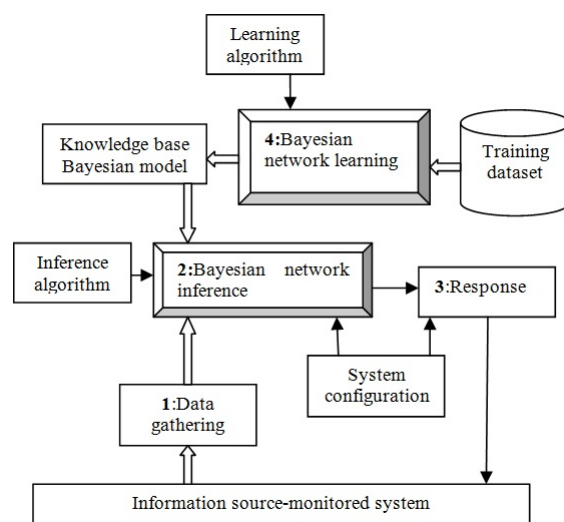 Learning
algorithm
4:Bayesian
network learning
Training
dataset
Knowledge base
Bayesian model
Inference
algorithm
2:Bayesian network
inference
3:Response
System
configuration
1:Data
gathering
Information source-monitored system